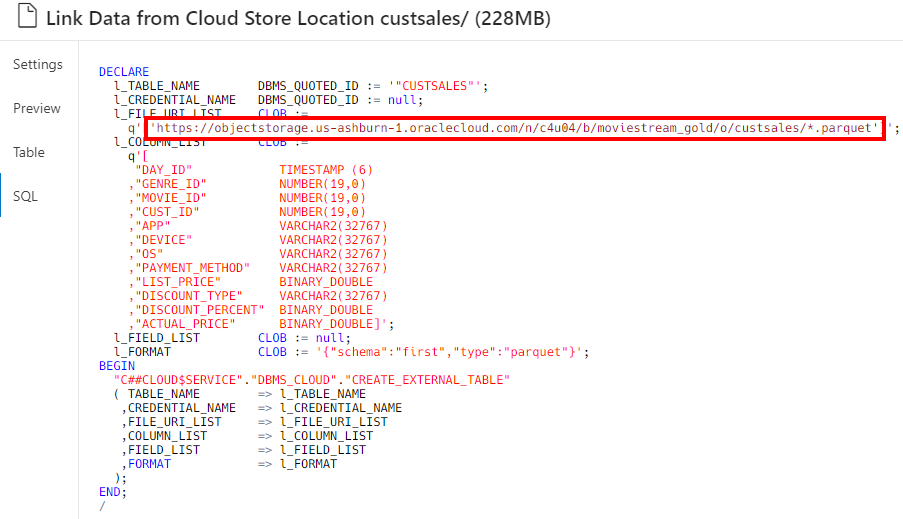 Link Data from Cloud Store Location custsales/ (228MB)
Settings
Preview
Table
SQL
DECLARE
l_TABLE_NAME DBMS_QUOTED_ID := '"CUSTSALES"';
l_CREDENTIAL_NAME DBMS_QUOTED_ID := null;
l_FILE_URI_LIST CLOB :=
q'['https://objectstorage.us-ashburn-1.oraclecloud.com/n/c4u04/b/moviestream_gold/o/custsales/*.parquet']';
l_COLUMN_LIST CLOB :=
q'[
"DAY_ID" TIMESTAMP (6)
,"GENRE_ID" NUMBER(19,0)
,"MOVIE_ID" NUMBER(19,0)
,"CUST_ID" NUMBER(19,0)
,"APP" VARCHAR2(32767)
,"DEVICE" VARCHAR2(32767)
,"OS" VARCHAR2(32767)
,"PAYMENT_METHOD" VARCHAR2(32767)
,"LIST_PRICE" BINARY_DOUBLE
,"DISCOUNT_TYPE" VARCHAR2(32767)
,"DISCOUNT_PERCENT" BINARY_DOUBLE
,"ACTUAL_PRICE" BINARY_DOUBLE]';
l_FIELD_LIST CLOB := null;
l_FORMAT CLOB := '{"schema":"first","type":"parquet"}';
BEGIN
"C##CLOUD$SERVICE"."DBMS_CLOUD"."CREATE_EXTERNAL_TABLE"
( TABLE_NAME => l_TABLE_NAME
,CREDENTIAL_NAME => l_CREDENTIAL_NAME
,FILE_URI_LIST => l_FILE_URI_LIST
,COLUMN_LIST => l_COLUMN_LIST
,FIELD_LIST => l_FIELD_LIST
,FORMAT => l_FORMAT
);
END;
/